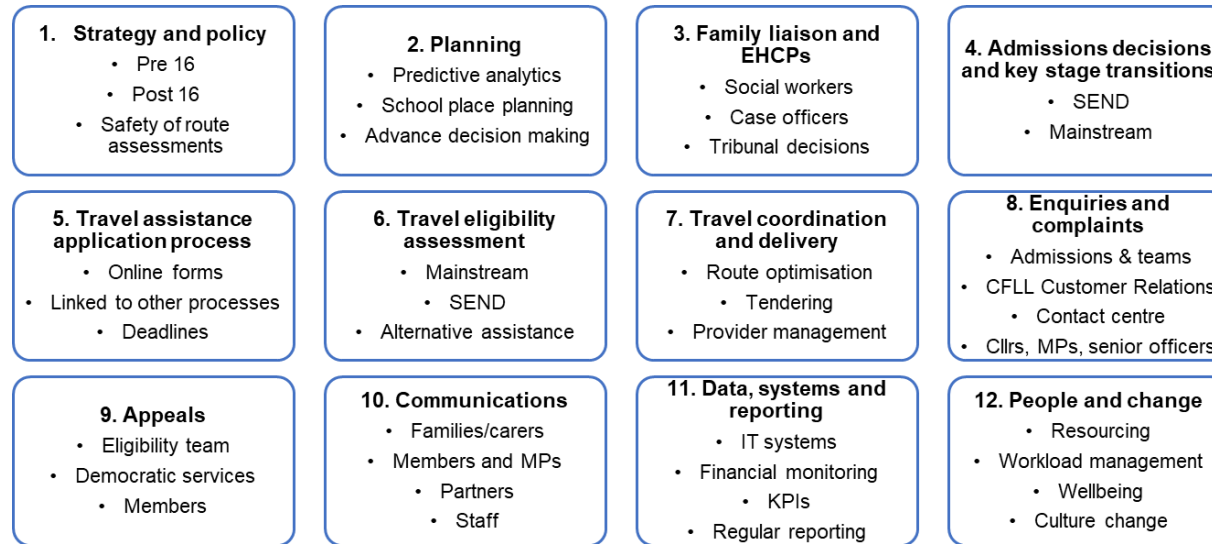 1. Strategy and policy
• Pre 16
• Post 16
• Safety of route
assessments
2. Planning
• Predictive analytics
• School place planning
• Advance decision making
3. Family liaison and
EHCPs
• Social workers
• Case officers
• Tribunal decisions
4. Admissions decisions
and key stage transitions
• SEND
• Mainstream
5. Travel assistance
application process
• Online forms
• Linked to other processes
• Deadlines
6. Travel eligibility
assessment
• Mainstream
• SEND
• Alternative assistance
7. Travel coordination
and delivery
• Route optimisation
• Tendering
• Provider management
8. Enquiries and
complaints
• Admissions & teams
• CFLL Customer Relations
• Contact centre
• Cllrs, MPs, senior officers
9. Appeals
• Eligibility team
• Democratic services
• Members
10. Communications
• Families/carers
• Members and MPs
• Partners
• Staff
11. Data, systems and
reporting
• IT systems
• Financial monitoring
• KPIs
• Regular reporting
12. People and change
• Resourcing
• Workload management
• Wellbeing
• Culture change